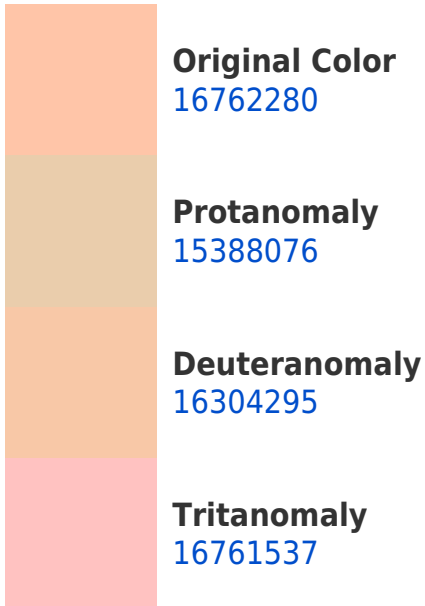 Original Color
16762280
Protanomaly
15388076
Deuteranomaly
16304295
Tritanomaly
16761537